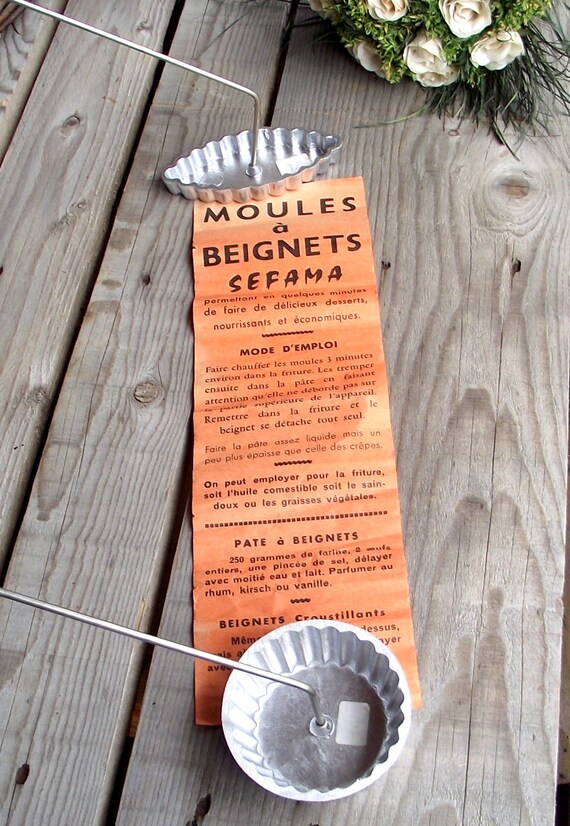 MOULES
à
BEIGNETS
SEFAMA
permettant en quelques minutes
de faire de délicieux desserts,
nourrissants et économiques.
MODE D'EMPLOI
Faire chauffer les moules 3 minutes
environ dans la friture. Les tremper
ensuite dans la pâte en faisant
attention qu'elle ne déborde pas sur
la partie supérieure de l'appareil.
Remettre dans la friture et le
beignet se détache tout seul.
Faire la pâte assez liquide mais un
peu plus épaisse que celle des crêpes.
On peut employer pour la friture,
soit l'huile comestible soit le sain-
doux ou les graisses végétales.
PATE à BEIGNETS
250 grammes de farine, 2 œufs
entiers, une pincée de sel, délayer
avec moitié eau et lait. Parfumer au
rhum, kirsch ou vanille.
BEIGNETS Croustillants